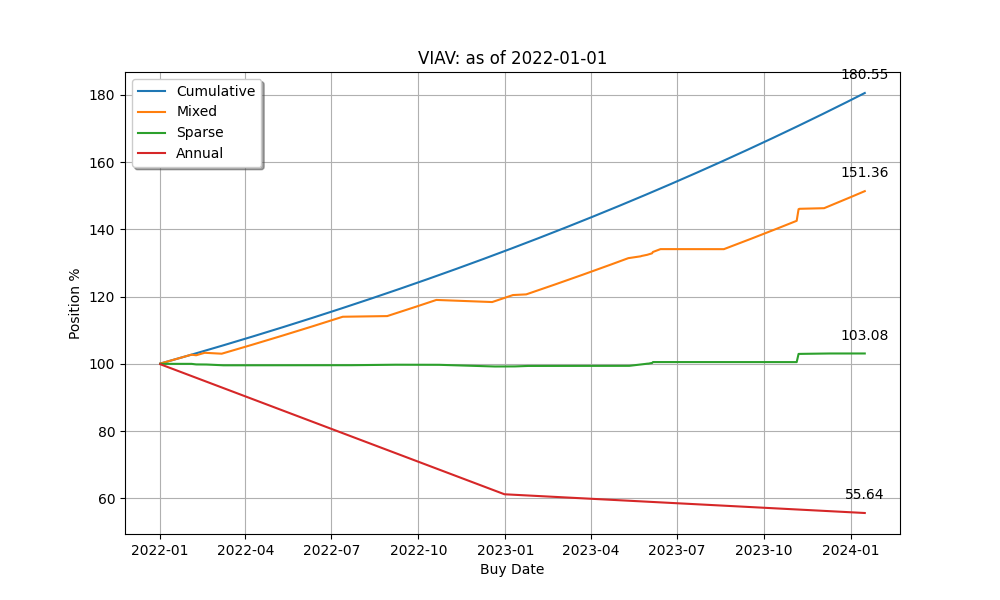 VIAV: as of 2022-01-01
180.55
151.36
103.08
55.64
Cumulative
Mixed
Sparse
Annual
Position %
180
160
140
120
100
80
60
2022-01
2022-04
2022-07
2022-10
2023-01
2023-04
2023-07
2023-10
2024-01
Buy Date